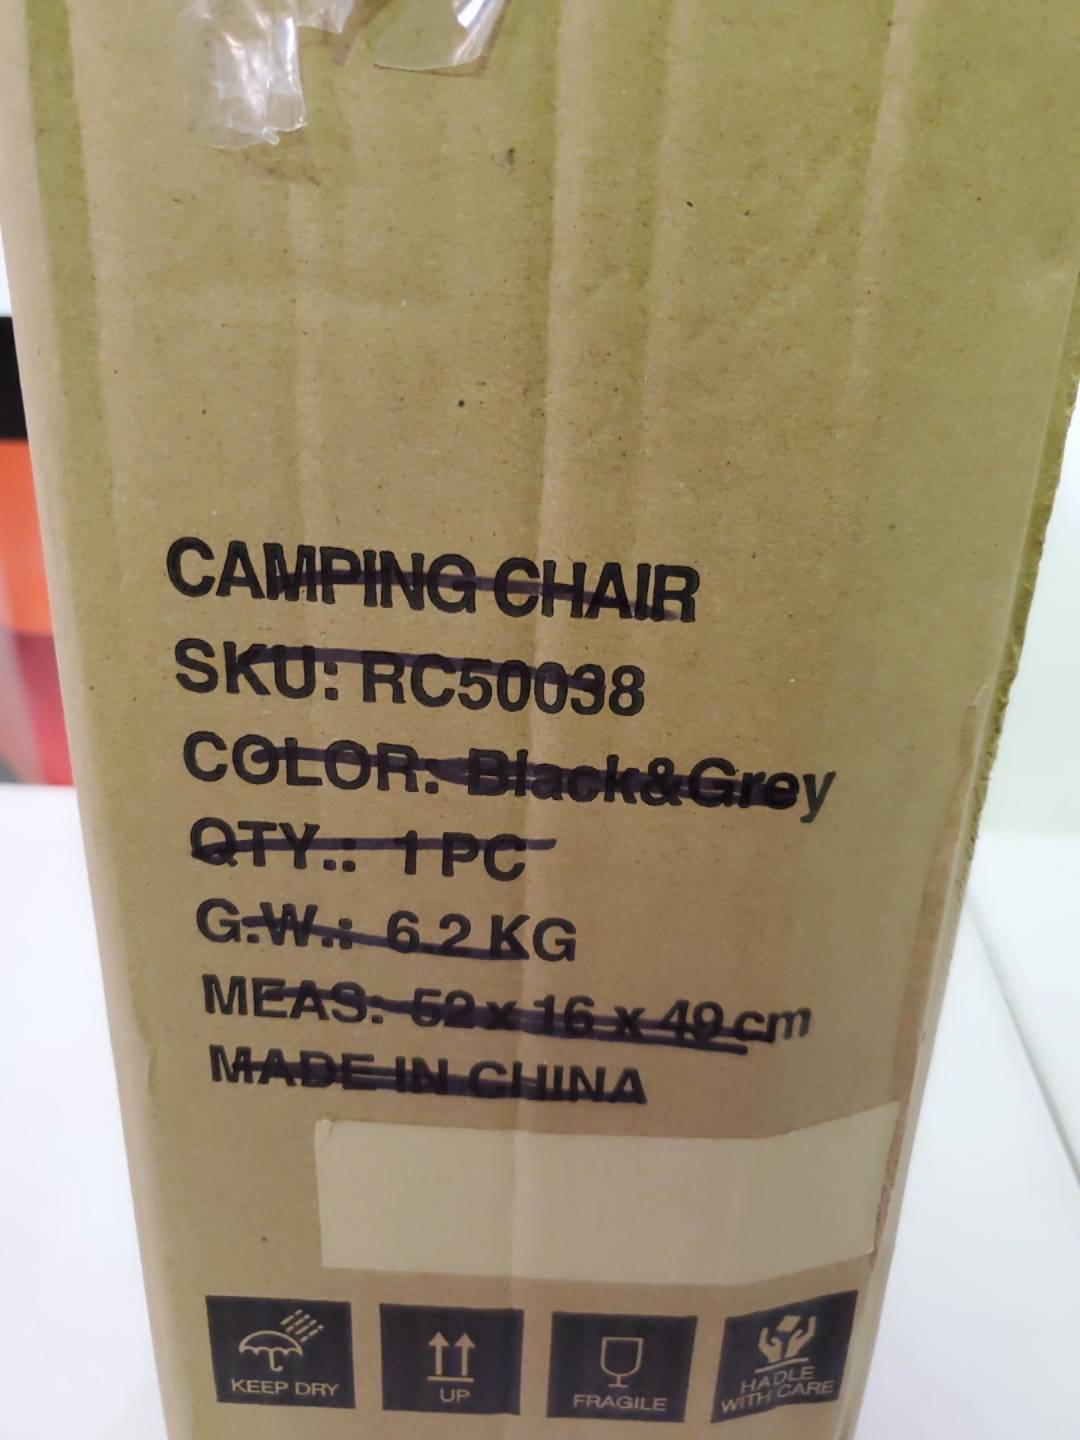 CAMPING CHAIR
SKU: RC50038
COLOR: Black&Grey
QTY.: 1 PC
G.W.: 6.2 KG
MEAS: 52 x 16 x 49 cm
MADE IN CHINA
KEEP DRY
UP
FRAGILE
HADLE
WITH CARE